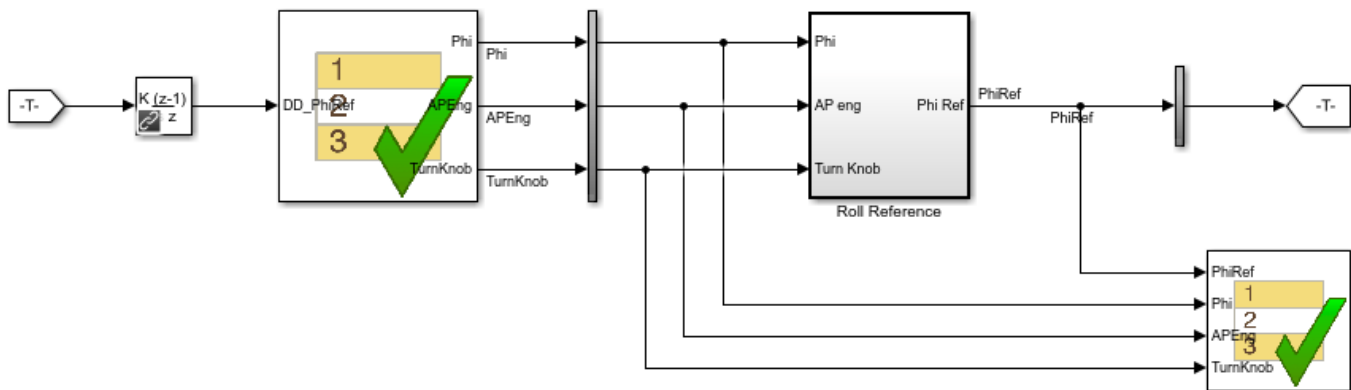 -T-
K (z-1)
z
DD_PhiRef
1
2
3
Phi
APEng
TurnKnob
Phi
APEng
TurnKnob
Phi
AP eng
Turn Knob
Phi Ref
Roll Reference
PhiRef
PhiRef
-T-
PhiRef
Phi
APEng
TurnKnob
1
2
3